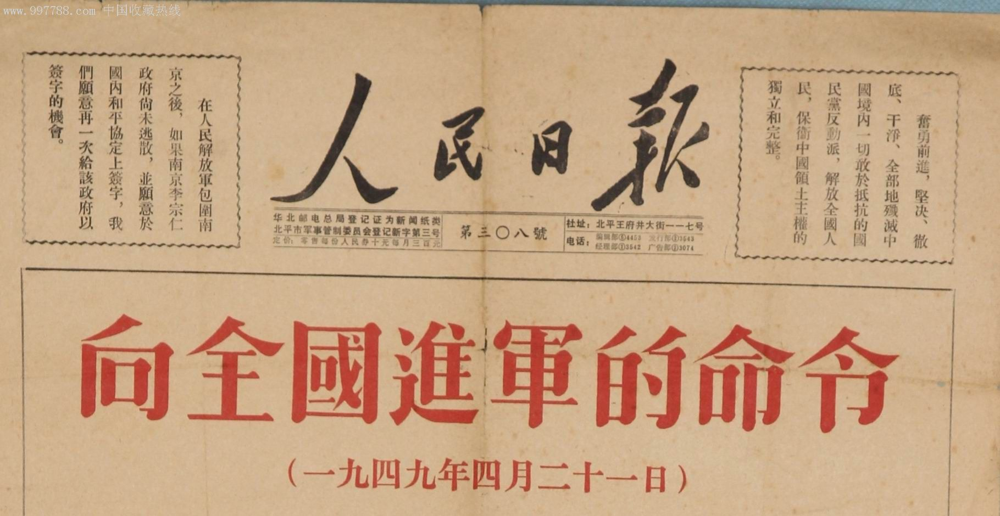 www.997788.com 中国收藏热线
奮勇前進，堅决、徹
底、干淨、全部地殲滅中
國境內一切敢於抵抗的國
民黨反動派，解放全國人
民，保衞中國領土主權的
獨立和完整。
人民日报
在人民解放軍包圍南
京之後，如果南京李宗仁
政府尙未逃散，並願意於
國內和平協定上簽字，我
們願意再一次給該政府以
簽字的機會。
华北邮电总局登记证为新闻纸类
北平市军事管制委员会登记新字第三号
定价：零售每份人民券十元每月三百元
第三〇八號
社址：北平王府井大街一一七号
电话：编辑部⑤4453 发行部②3543
经理部②3542 广告部②3074
向全國進軍的命令
（一九四九年四月二十一日）